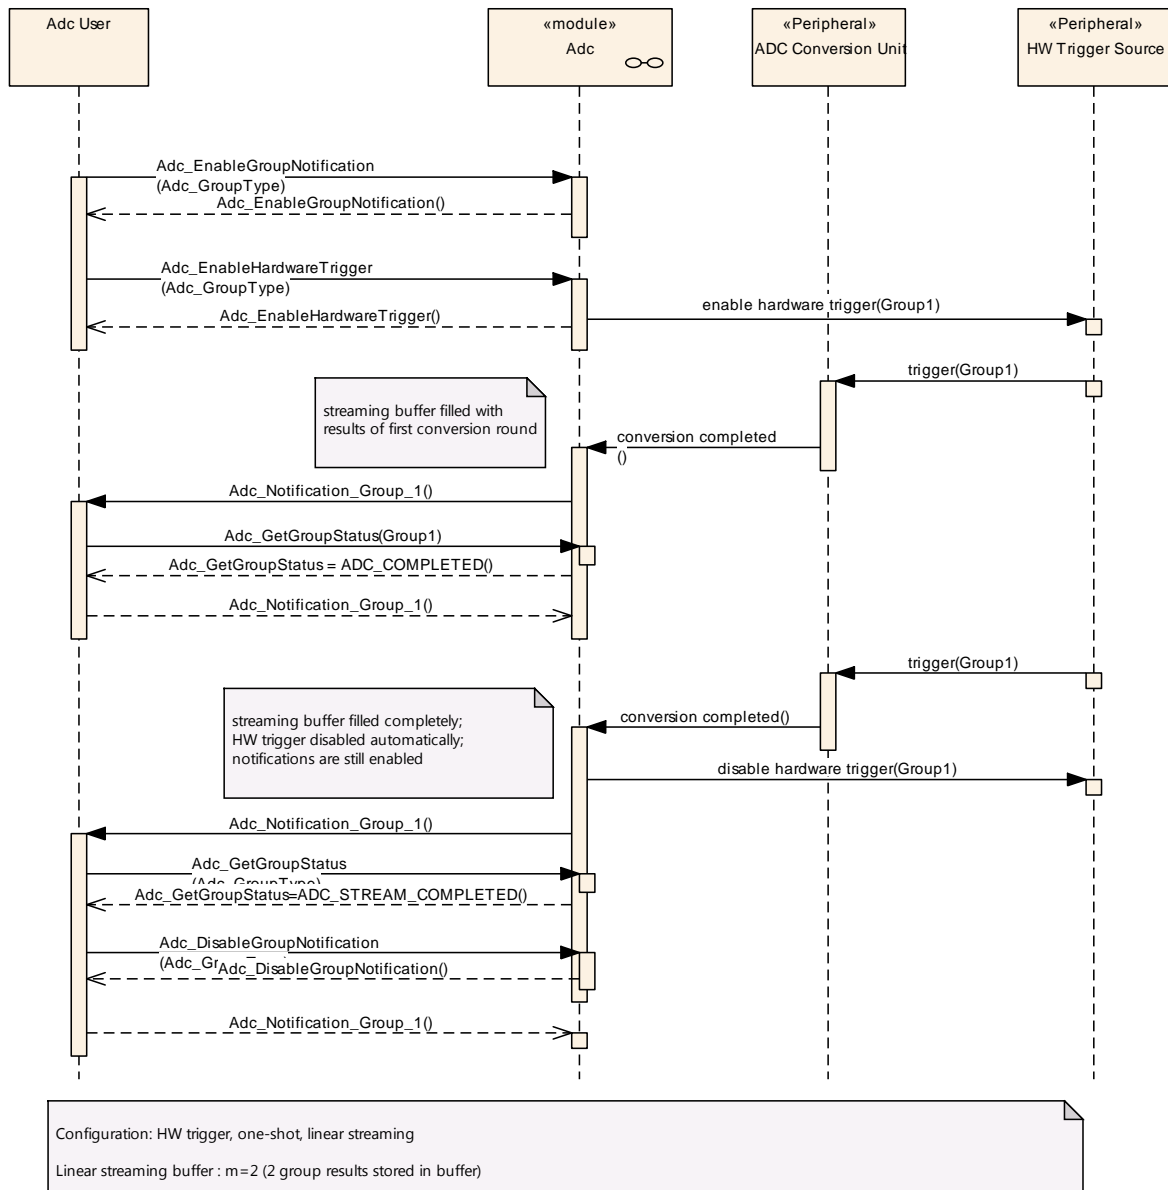 Adc User
«module»
Adc
«Peripheral»
ADC Conversion Unit
«Peripheral»
HW Trigger Source
Adc_EnableGroupNotification
(Adc_GroupType)
Adc_EnableGroupNotification()
Adc_EnableHardwareTrigger
(Adc_GroupType)
Adc_EnableHardwareTrigger()
enable hardware trigger(Group1)
trigger(Group1)
streaming buffer filled with
results of first conversion round
conversion completed
()
Adc_Notification_Group_1()
Adc_GetGroupStatus(Group1)
Adc_GetGroupStatus = ADC_COMPLETED()
Adc_Notification_Group_1()
trigger(Group1)
streaming buffer filled completely;
HW trigger disabled automatically;
notifications are still enabled
conversion completed()
disable hardware trigger(Group1)
Adc_Notification_Group_1()
Adc_GetGroupStatus
(Adc_GroupType)
Adc_GetGroupStatus=ADC_STREAM_COMPLETED()
Adc_DisableGroupNotification
(Adc_Gr
Adc_DisableGroupNotification()
Adc_Notification_Group_1()
Configuration: HW trigger, one-shot, linear streaming
Linear streaming buffer : m=2 (2 group results stored in buffer)